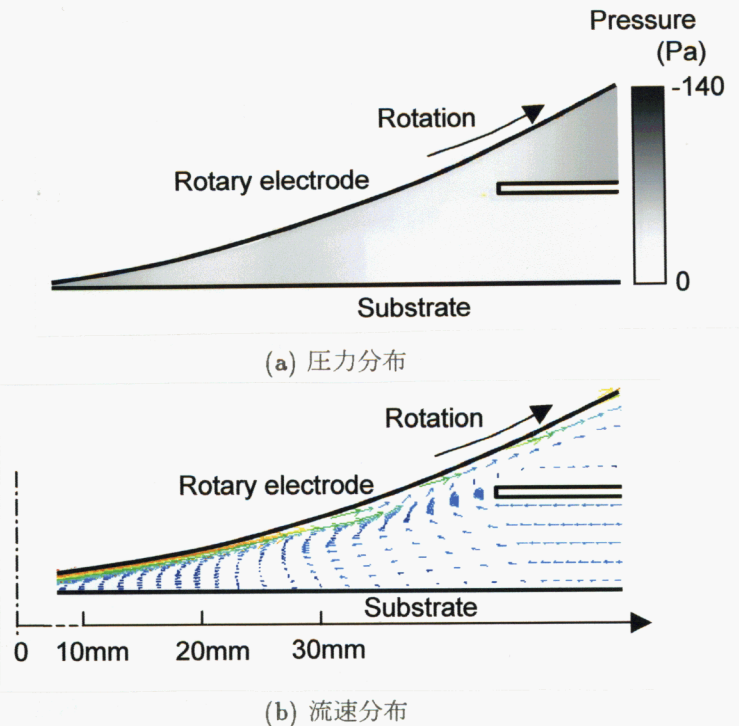 Pressure
(Pa)
-140
Rotation
Rotary electrode
0
Substrate
(a) 圧力分布
Rotation
Rotary electrode
Substrate
0 10mm 20mm 30mm
(b) 流速分布